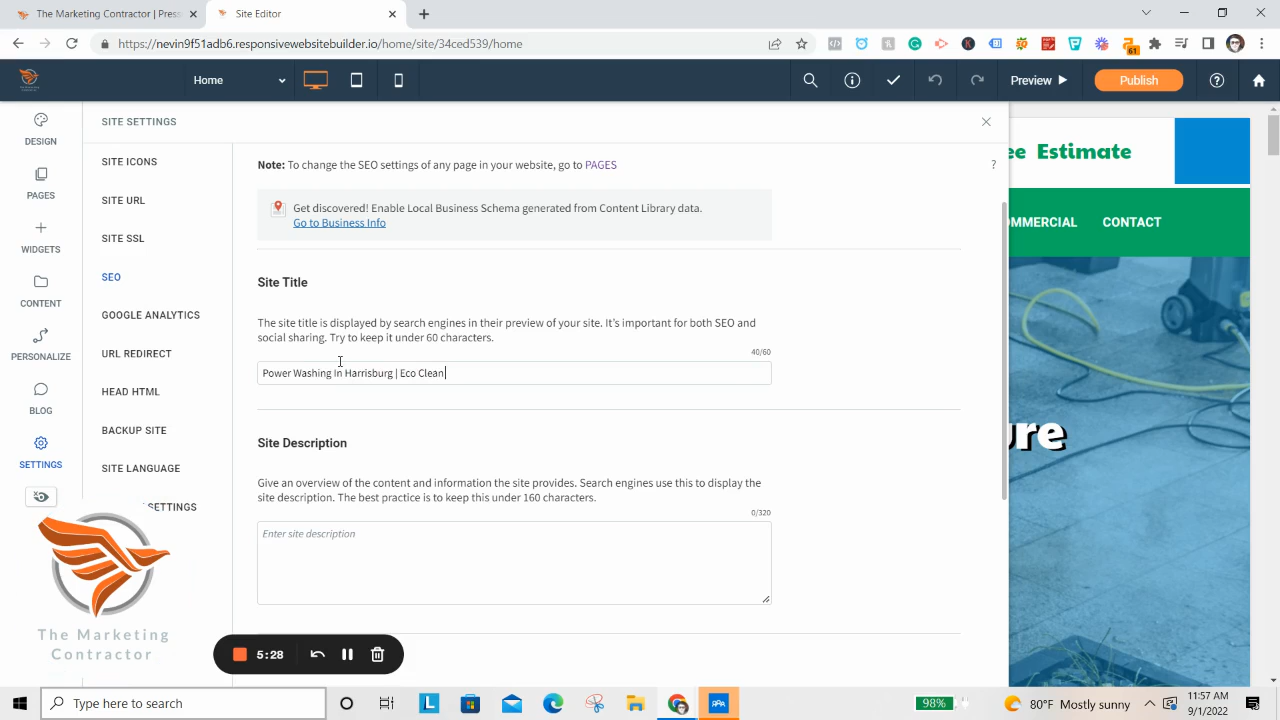 The Marketing Contractor | Press
Site Editor
https://nevin9f51adb6.responsivewebsitebuilder.io/home/site/34ced530/home
61
Home
Preview
Publish
DESIGN
PAGES
WIDGETS
CONTENT
PERSONALIZE
BLOG
SETTINGS
SITE SETTINGS
SITE ICONS
SITE URL
SITE SSL
SEO
GOOGLE ANALYTICS
URL REDIRECT
HEAD HTML
BACKUP SITE
SITE LANGUAGE
SETTINGS
Note: To change the SEO settings for any page in your website, go to PAGES
?
Get discovered! Enable Local Business Schema generated from Content Library data.
Go to Business Info
Site Title
The site title is displayed by search engines in their preview of your site. It's important for both SEO and
social sharing. Try to keep it under 60 characters.
40/60
Power Washing In Harrisburg | Eco Clean
Site Description
Give an overview of the content and information the site provides. Search engines use this to display the
site description. The best practice is to keep this under 160 characters.
0/320
Enter site description
ee Estimate
OMMERCIAL
CONTACT
ure
The Marketing
Contractor
5:28
Type here to search
98%
80°F Mostly sunny
11:57 AM
9/1/2022